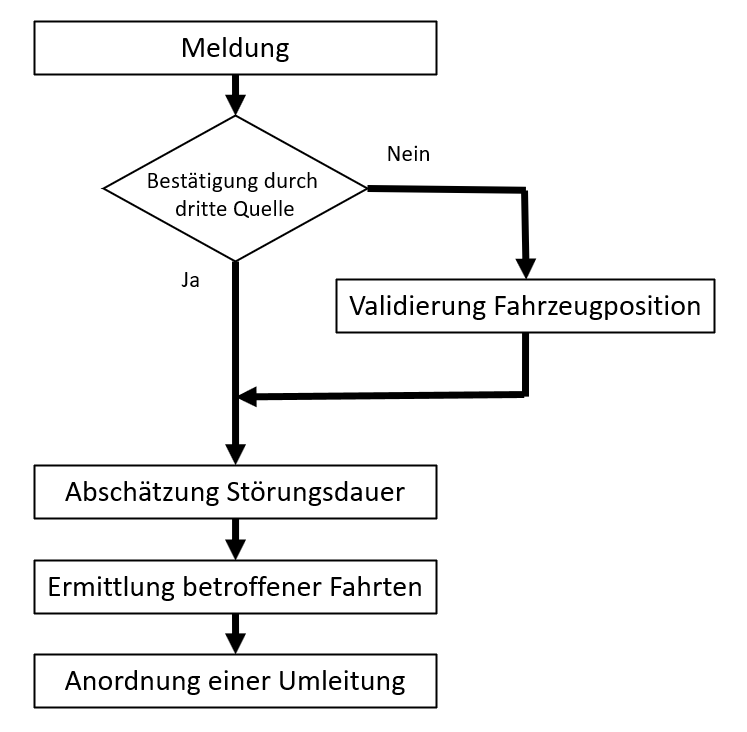 Meldung
Bestätigung durch
dritte Quelle
Nein
Ja
Validierung Fahrzeugposition
Abschätzung Störungsdauer
Ermittlung betroffener Fahrten
Anordnung einer Umleitung